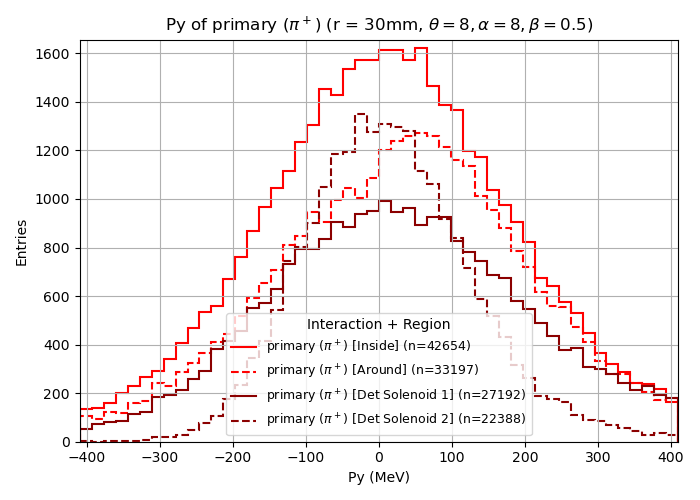 Py of primary (π⁺) (r = 30mm, θ = 8, α = 8, β = 0.5)
1600
1400
1200
1000
800
600
400
200
0
Entries
Interaction + Region
primary (π⁺) [Inside] (n=42654)
primary (π⁺) [Around] (n=33197)
primary (π⁺) [Det Solenoid 1] (n=27192)
primary (π⁺) [Det Solenoid 2] (n=22388)
−400 −300 −200 −100 0 100 200 300 400
Py (MeV)